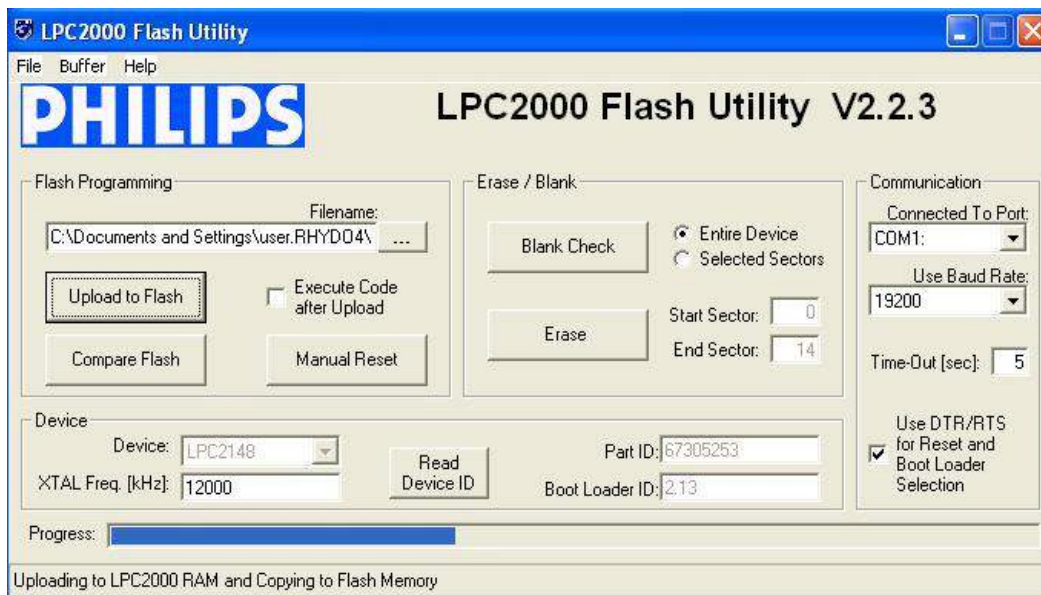 LPC2000 Flash Utility
File Buffer Help
PHILIPS
LPC2000 Flash Utility V2.2.3
Flash Programming
Filename:
C:\Documents and Settings\user.RHYDO4\ ...
Upload to Flash
Execute Code
after Upload
Compare Flash
Manual Reset
Erase / Blank
Blank Check
Entire Device
Selected Sectors
Erase
Start Sector: 0
End Sector: 14
Communication
Connected To Port:
COM1:
Use Baud Rate:
19200
Time-Out [sec]: 5
Use DTR/RTS
for Reset and
Boot Loader
Selection
Device
Device: LPC2148
XTAL Freq. [kHz]: 12000
Read
Device ID
Part ID: 67305253
Boot Loader ID: 2.13
Progress:
Uploading to LPC2000 RAM and Copying to Flash Memory